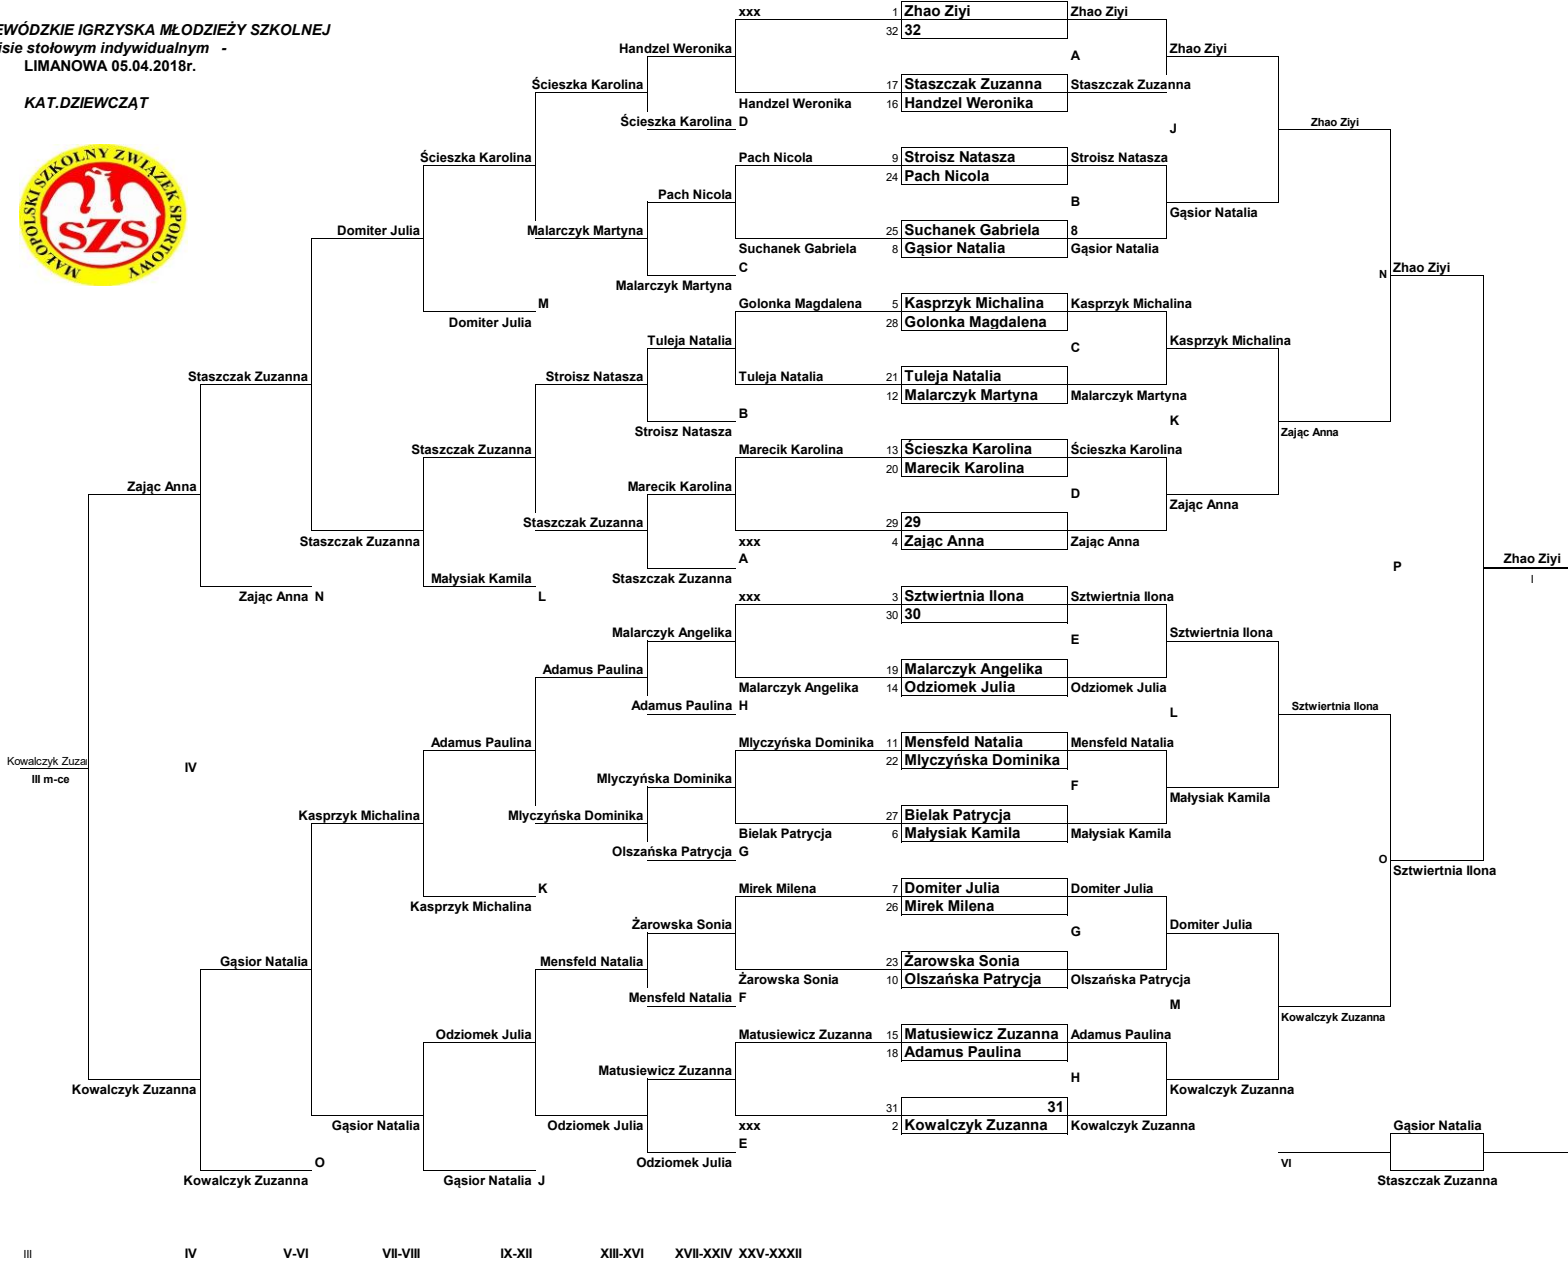 EWÓDZKIE IGRZYSKA MŁODZIEŻY SZKOLNEJ
isie stołowym indywidualnym -
LIMANOWA 05.04.2018r.
KAT.DZIEWCZĄT
MAŁOPOLSKI SZKOLNY ZWIĄZEK SPORTOWY
SZS
xxx 1 Zhao Ziyi Zhao Ziyi
32 32
Handzel Weronika A Zhao Ziyi
Ścieszka Karolina 17 Staszczak Zuzanna Staszczak Zuzanna
Handzel Weronika 16 Handzel Weronika
Ścieszka Karolina D J Zhao Ziyi
Ścieszka Karolina Pach Nicola 9 Stroisz Natasza Stroisz Natasza
24 Pach Nicola
Pach Nicola B Gąsior Natalia
Domiter Julia Malarczyk Martyna 25 Suchanek Gabriela 8
Suchanek Gabriela 8 Gąsior Natalia Gąsior Natalia
C N Zhao Ziyi
Malarczyk Martyna
M Golonka Magdalena 5 Kasprzyk Michalina Kasprzyk Michalina
Domiter Julia 28 Golonka Magdalena
Tuleja Natalia C Kasprzyk Michalina
Staszczak Zuzanna Stroisz Natasza Tuleja Natalia 21 Tuleja Natalia
12 Malarczyk Martyna Malarczyk Martyna
B K
Stroisz Natasza Zając Anna
Staszczak Zuzanna Marecik Karolina 13 Ścieszka Karolina Ścieszka Karolina
20 Marecik Karolina
Zając Anna Marecik Karolina D Zając Anna
Staszczak Zuzanna 29 29
Staszczak Zuzanna xxx 4 Zając Anna Zając Anna
A P Zhao Ziyi
Małysiak Kamila Staszczak Zuzanna I
Zając Anna N L xxx 3 Sztwiertnia Ilona Sztwiertnia Ilona
30 30
Malarczyk Angelika E Sztwiertnia Ilona
Adamus Paulina 19 Malarczyk Angelika
Malarczyk Angelika 14 Odziomek Julia Odziomek Julia
Adamus Paulina H L Sztwiertnia Ilona
Adamus Paulina Mlyczyńska Dominika 11 Mensfeld Natalia Mensfeld Natalia
22 Mlyczyńska Dominika
Kowalczyk Zuza IV
III m-ce Mlyczyńska Dominika F Małysiak Kamila
Kasprzyk Michalina Mlyczyńska Dominika 27 Bielak Patrycja
Bielak Patrycja 6 Małysiak Kamila Małysiak Kamila
Olszańska Patrycja G O Sztwiertnia Ilona
K Mirek Milena 7 Domiter Julia Domiter Julia
Kasprzyk Michalina 26 Mirek Milena
Żarowska Sonia G Domiter Julia
Gąsior Natalia Mensfeld Natalia 23 Żarowska Sonia
Żarowska Sonia 10 Olszańska Patrycja Olszańska Patrycja
Mensfeld Natalia F M Kowalczyk Zuzanna
Odziomek Julia Matusiewicz Zuzanna 15 Matusiewicz Zuzanna Adamus Paulina
18 Adamus Paulina
Kowalczyk Zuzanna Matusiewicz Zuzanna H Kowalczyk Zuzanna
31 31
Gąsior Natalia Odziomek Julia xxx 2 Kowalczyk Zuzanna Kowalczyk Zuzanna Gąsior Natalia
E
O Odziomek Julia VI
Kowalczyk Zuzanna Gąsior Natalia J Staszczak Zuzanna
III IV V-VI VII-VIII IX-XII XIII-XVI XVII-XXIV XXV-XXXII